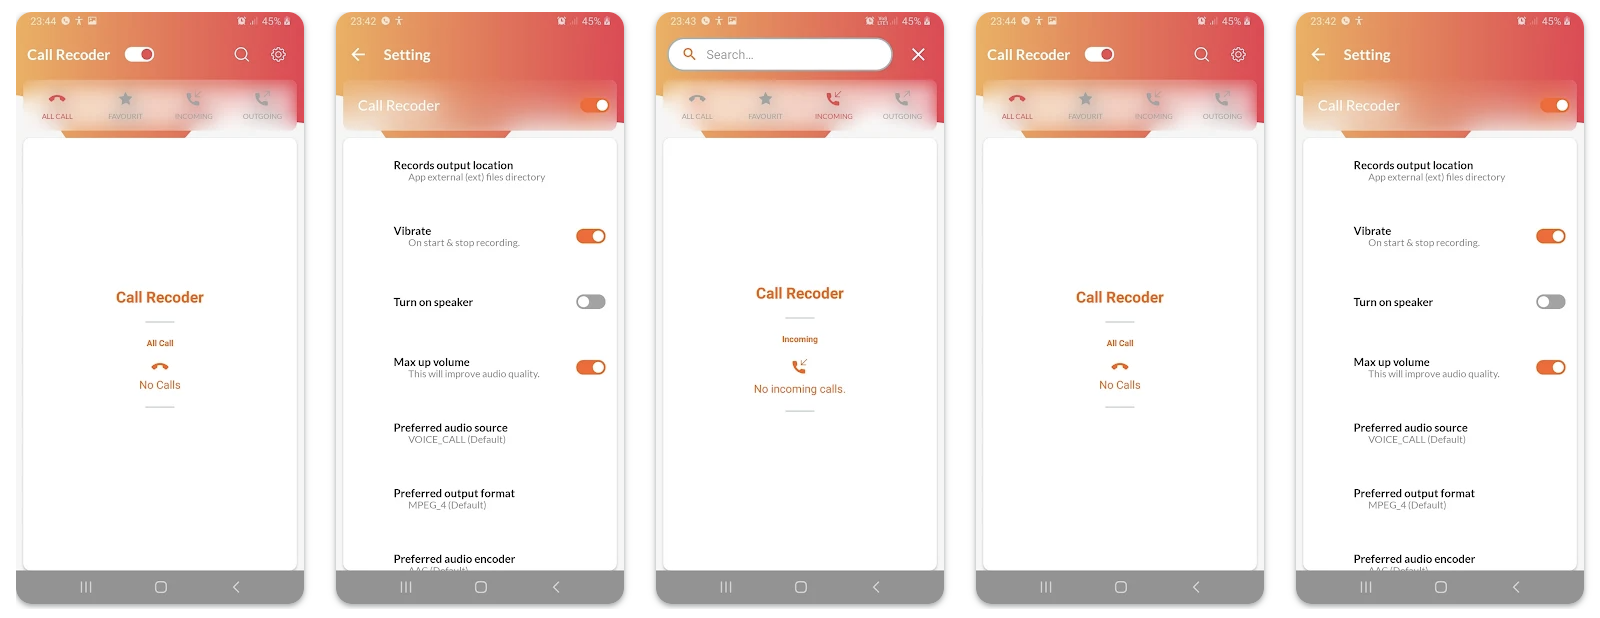 23:44 45%
Call Recoder
ALL CALL FAVOURIT INCOMING OUTGOING
Call Recoder
All Call
No Calls
23:42 45%
Setting
Call Recoder
Records output location
App external (ext) files directory
Vibrate
On start & stop recording.
Turn on speaker
Max up volume
This will improve audio quality.
Preferred audio source
VOICE_CALL (Default)
Preferred output format
MPEG_4 (Default)
Preferred audio encoder
AAC (Default)
23:43 45%
Search...
ALL CALL FAVOURIT INCOMING OUTGOING
Call Recoder
Incoming
No incoming calls.
23:44 45%
Call Recoder
ALL CALL FAVOURIT INCOMING OUTGOING
Call Recoder
All Call
No Calls
23:42 45%
Setting
Call Recoder
Records output location
App external (ext) files directory
Vibrate
On start & stop recording.
Turn on speaker
Max up volume
This will improve audio quality.
Preferred audio source
VOICE_CALL (Default)
Preferred output format
MPEG_4 (Default)
Preferred audio encoder
AAC (Default)